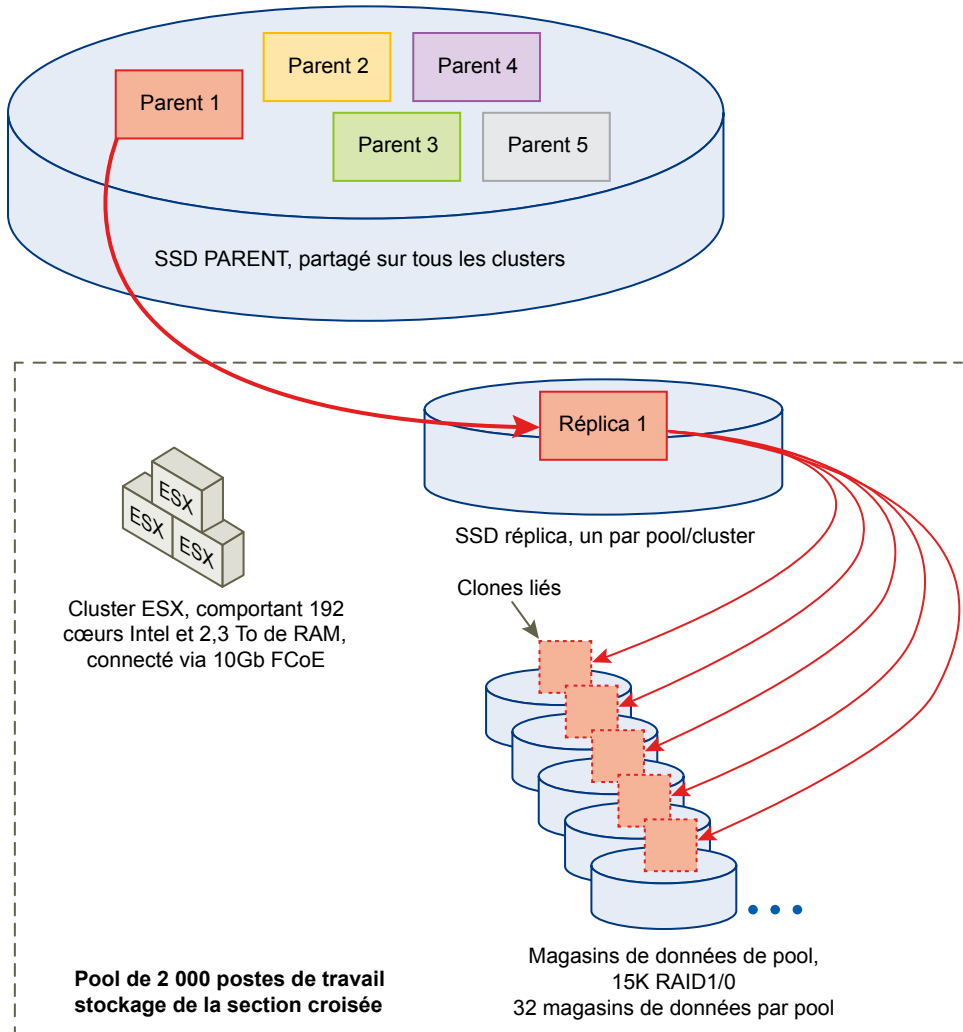 Parent 1
Parent 2
Parent 4
Parent 3
Parent 5
SSD PARENT, partagé sur tous les clusters
Réplica 1
SSD réplica, un par pool/cluster
ESX
ESX
ESX
Cluster ESX, comportant 192
cœurs Intel et 2,3 To de RAM,
connecté via 10Gb FCoE
Clones liés
Magasins de données de pool,
15K RAID1/0
32 magasins de données par pool
Pool de 2 000 postes de travail
stockage de la section croisée